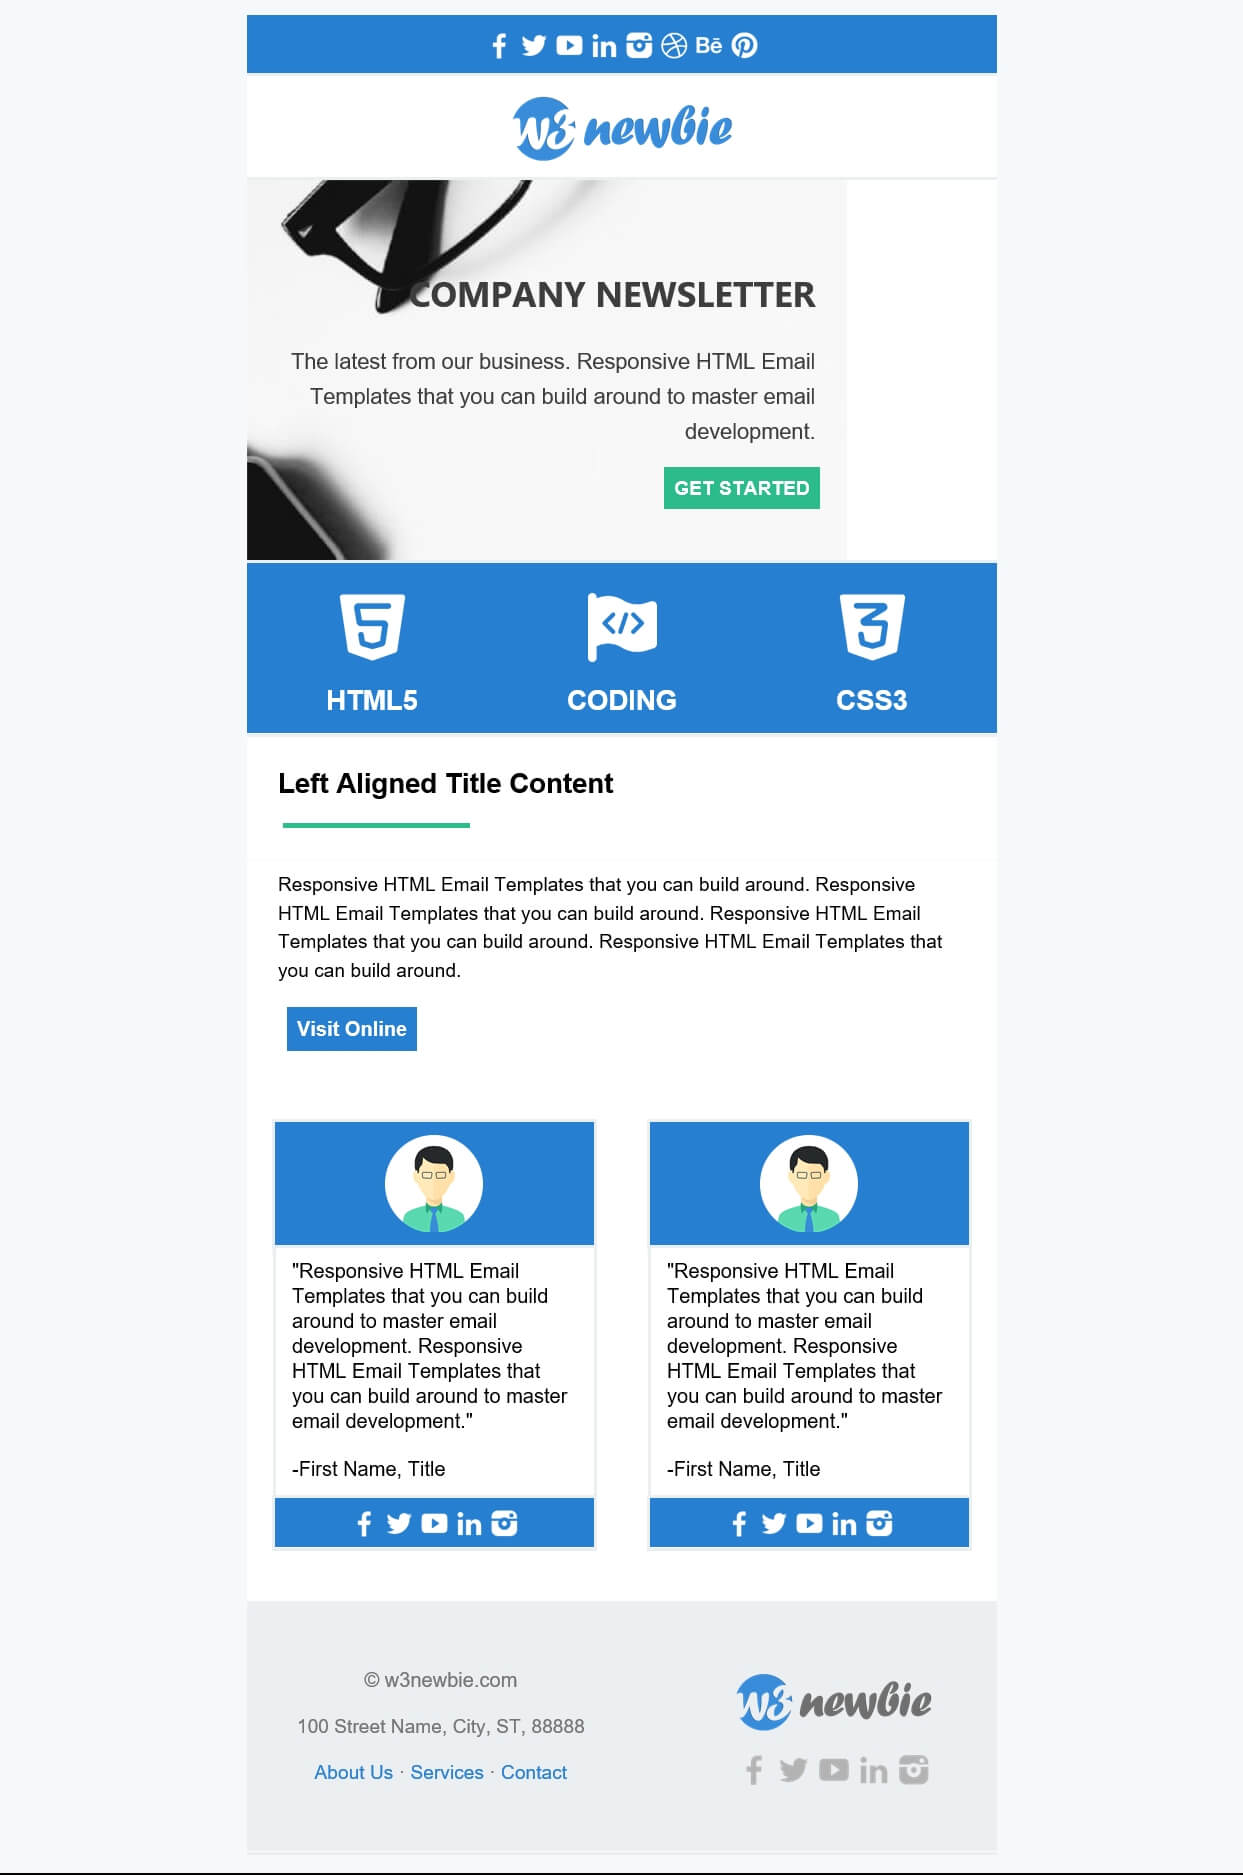 Bē
w3 newbie
COMPANY NEWSLETTER
The latest from our business. Responsive HTML Email
Templates that you can build around to master email
development.
GET STARTED
HTML5
CODING
CSS3
Left Aligned Title Content
Responsive HTML Email Templates that you can build around. Responsive
HTML Email Templates that you can build around. Responsive HTML Email
Templates that you can build around. Responsive HTML Email Templates that
you can build around.
Visit Online
"Responsive HTML Email
Templates that you can build
around to master email
development. Responsive
HTML Email Templates that
you can build around to master
email development."
-First Name, Title
"Responsive HTML Email
Templates that you can build
around to master email
development. Responsive
HTML Email Templates that
you can build around to master
email development."
-First Name, Title
© w3newbie.com
100 Street Name, City, ST, 88888
About Us · Services · Contact
w3 newbie